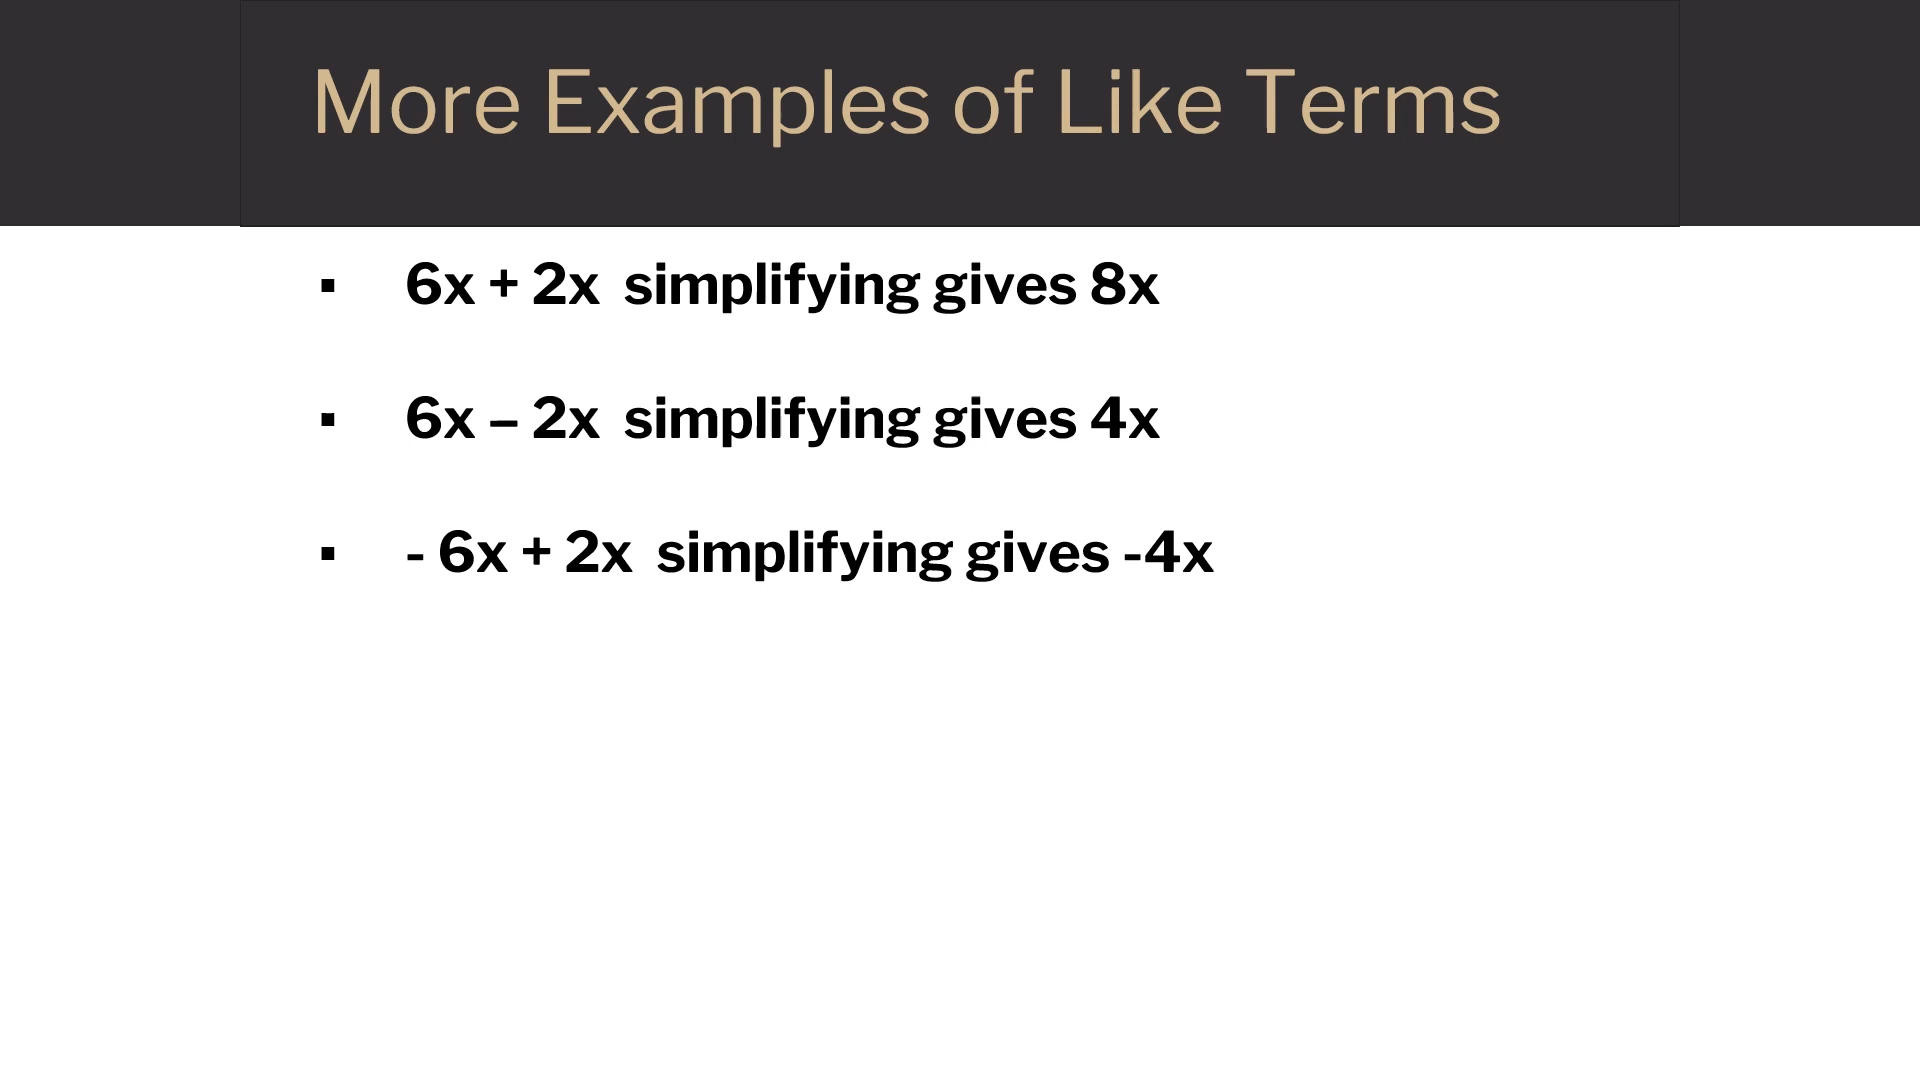 More Examples of Like Terms
▪ 6x + 2x  simplifying gives 8x
▪ 6x – 2x  simplifying gives 4x
▪ - 6x + 2x  simplifying gives -4x